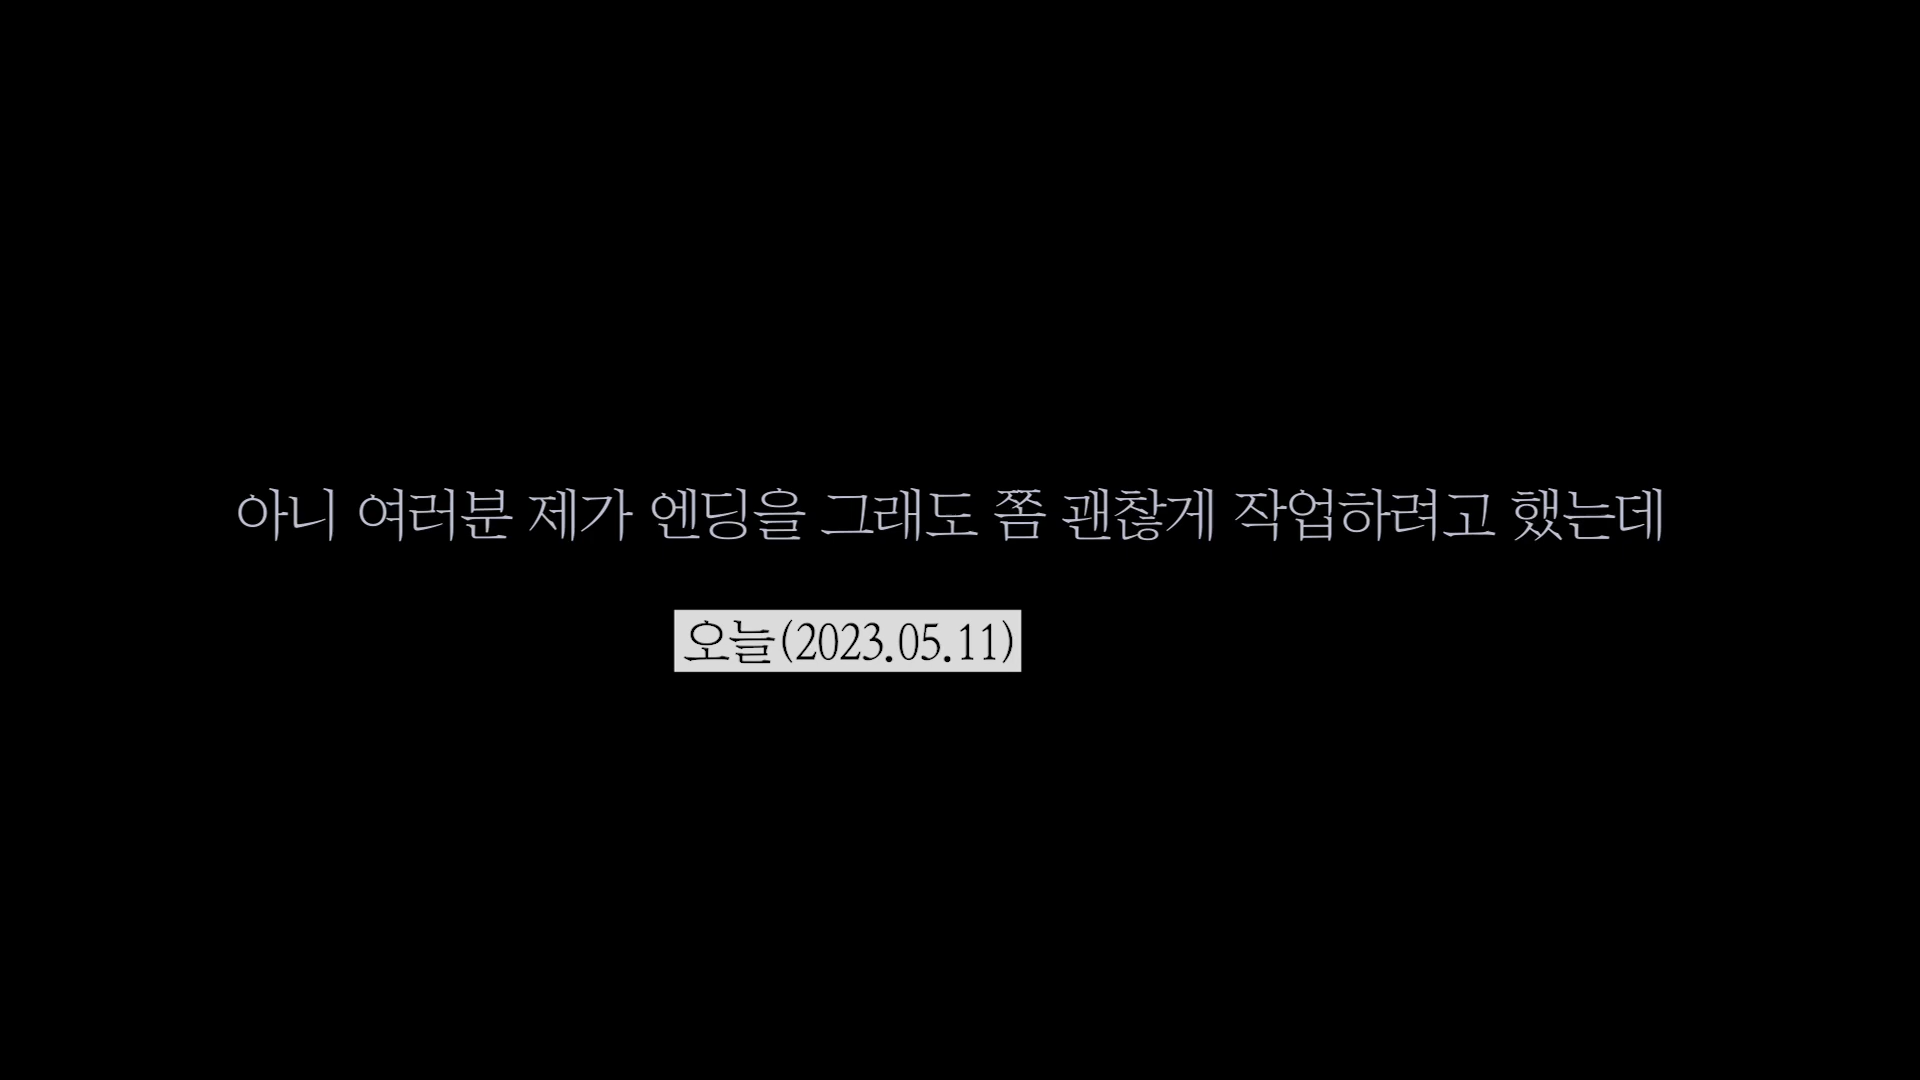 아니 여러분 제가 엔딩을 그래도 쫌 괜찮게 작업하려고 했는데
오늘(2023.05.11)